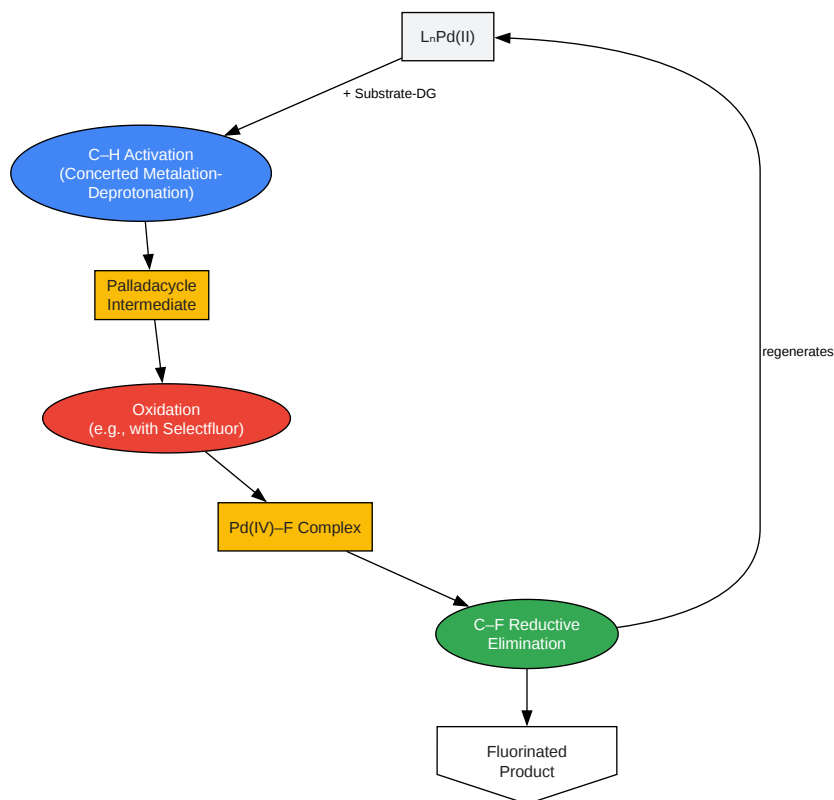 LₙPd(II)
+ Substrate-DG
C–H Activation
(Concerted Metalation-
Deprotonation)
Palladacycle
Intermediate
regenerates
Oxidation
(e.g., with Selectfluor)
Pd(IV)–F Complex
C–F Reductive
Elimination
Fluorinated
Product